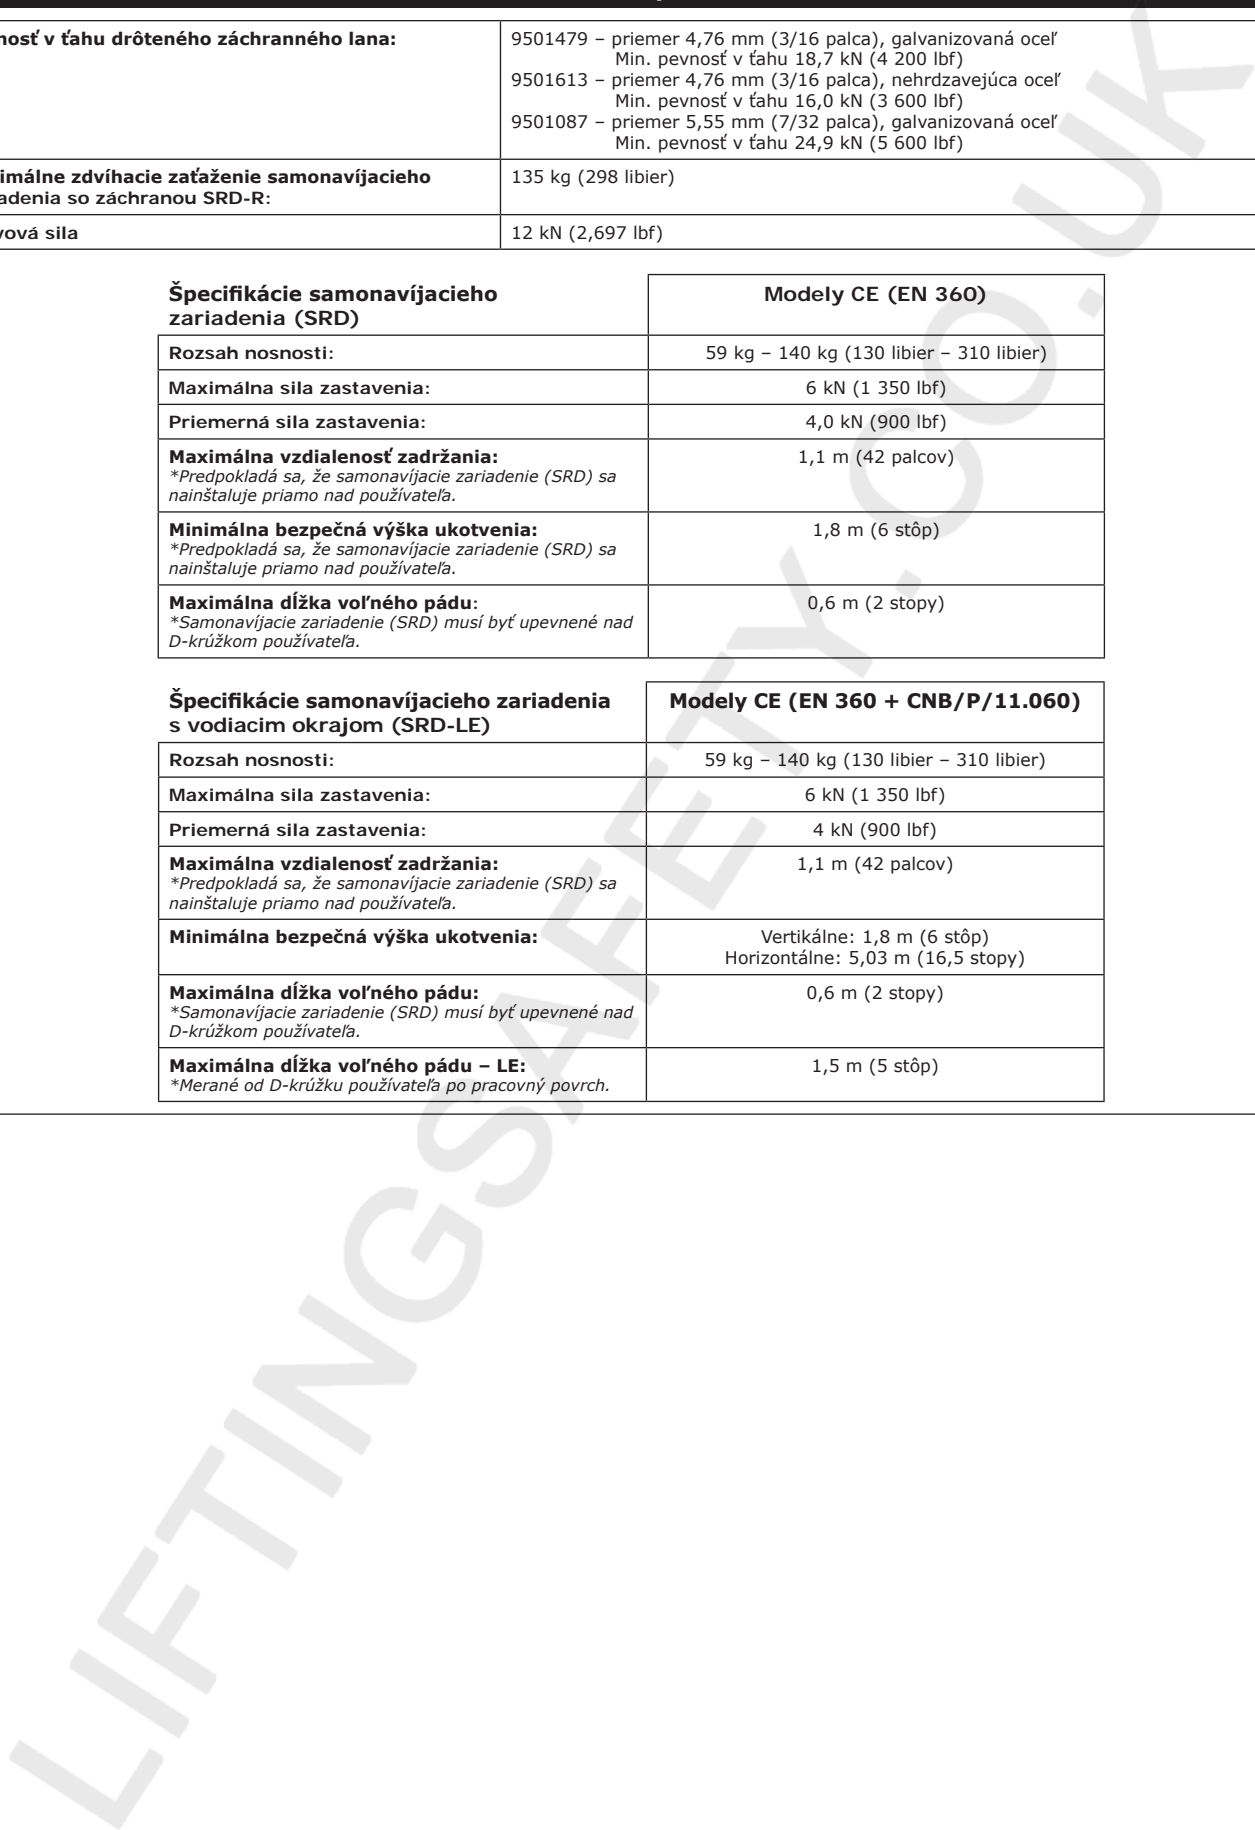 nosť v ťahu drôteného záchranného lana:
9501479 – priemer 4,76 mm (3/16 palca), galvanizovaná oceľ
Min. pevnosť v ťahu 18,7 kN (4 200 lbf)
9501613 – priemer 4,76 mm (3/16 palca), nehrdzavejúca oceľ
Min. pevnosť v ťahu 16,0 kN (3 600 lbf)
9501087 – priemer 5,55 mm (7/32 palca), galvanizovaná oceľ
Min. pevnosť v ťahu 24,9 kN (5 600 lbf)
imálne zdvíhacie zaťaženie samonavíjacieho
adenia so záchranou SRD-R:
135 kg (298 libier)
vová sila
12 kN (2,697 lbf)
Špecifikácie samonavíjacieho
zariadenia (SRD)
Modely CE (EN 360)
Rozsah nosnosti:
59 kg – 140 kg (130 libier – 310 libier)
Maximálna sila zastavenia:
6 kN (1 350 lbf)
Priemerná sila zastavenia:
4,0 kN (900 lbf)
Maximálna vzdialenosť zadržania:
*Predpokladá sa, že samonavíjacie zariadenie (SRD) sa
nainštaluje priamo nad používateľa.
1,1 m (42 palcov)
Minimálna bezpečná výška ukotvenia:
*Predpokladá sa, že samonavíjacie zariadenie (SRD) sa
nainštaluje priamo nad používateľa.
1,8 m (6 stôp)
Maximálna dĺžka voľného pádu:
*Samonavíjacie zariadenie (SRD) musí byť upevnené nad
D-krúžkom používateľa.
0,6 m (2 stopy)
Špecifikácie samonavíjacieho zariadenia
s vodiacim okrajom (SRD-LE)
Modely CE (EN 360 + CNB/P/11.060)
Rozsah nosnosti:
59 kg – 140 kg (130 libier – 310 libier)
Maximálna sila zastavenia:
6 kN (1 350 lbf)
Priemerná sila zastavenia:
4 kN (900 lbf)
Maximálna vzdialenosť zadržania:
*Predpokladá sa, že samonavíjacie zariadenie (SRD) sa
nainštaluje priamo nad používateľa.
1,1 m (42 palcov)
Minimálna bezpečná výška ukotvenia:
Vertikálne: 1,8 m (6 stôp)
Horizontálne: 5,03 m (16,5 stopy)
Maximálna dĺžka voľného pádu:
*Samonavíjacie zariadenie (SRD) musí byť upevnené nad
D-krúžkom používateľa.
0,6 m (2 stopy)
Maximálna dĺžka voľného pádu – LE:
*Merané od D-krúžku používateľa po pracovný povrch.
1,5 m (5 stôp)
LIFTINGSAFETY.CO.UK